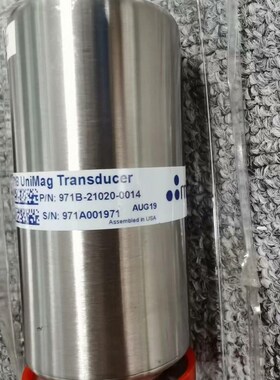 UniMag Transducer
P/N: 971B-21020-0014
AUG19
S/N: 971A001971
Assembled in USA